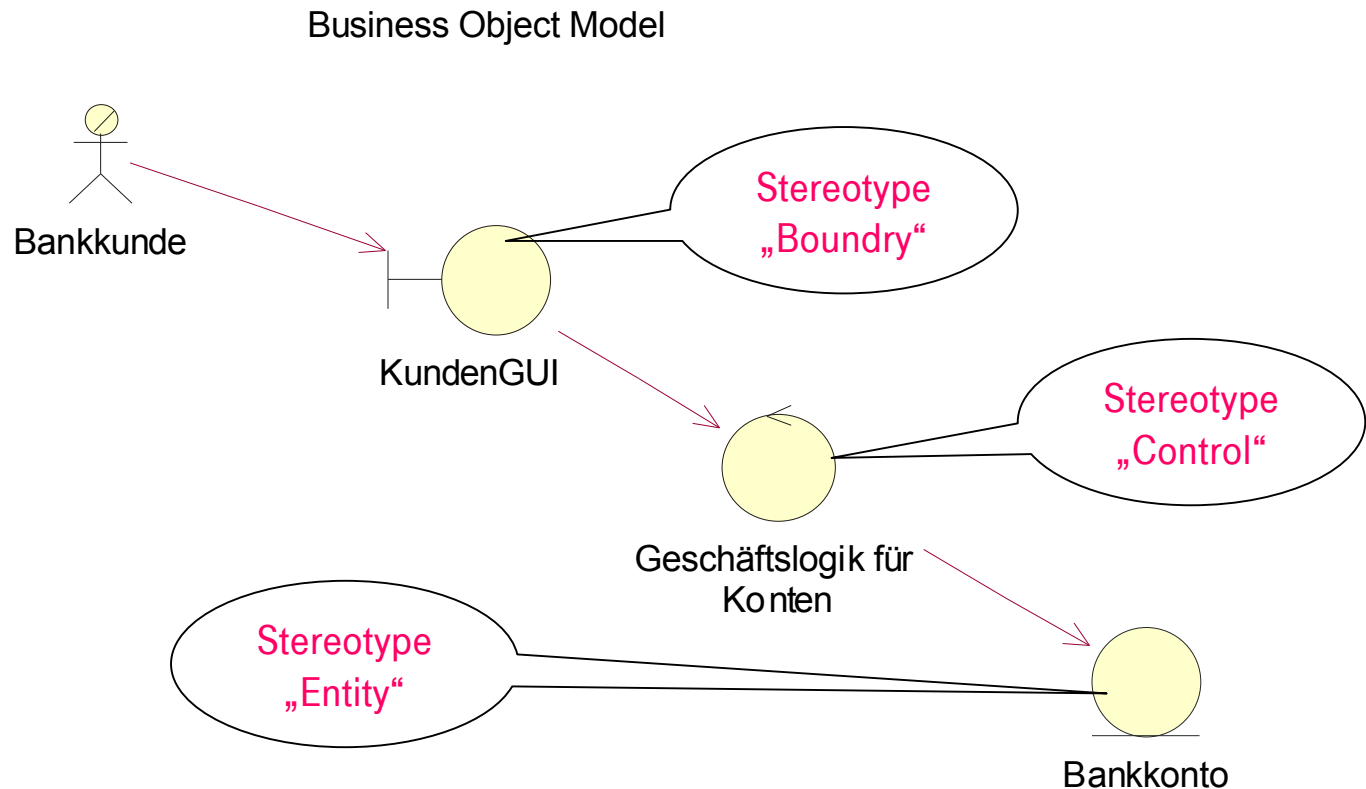 Business Object Model
Bankkunde
Stereotype
„Boundry“
KundenGUI
Stereotype
„Control“
Geschäftslogik für
Konten
Stereotype
„Entity“
Bankkonto